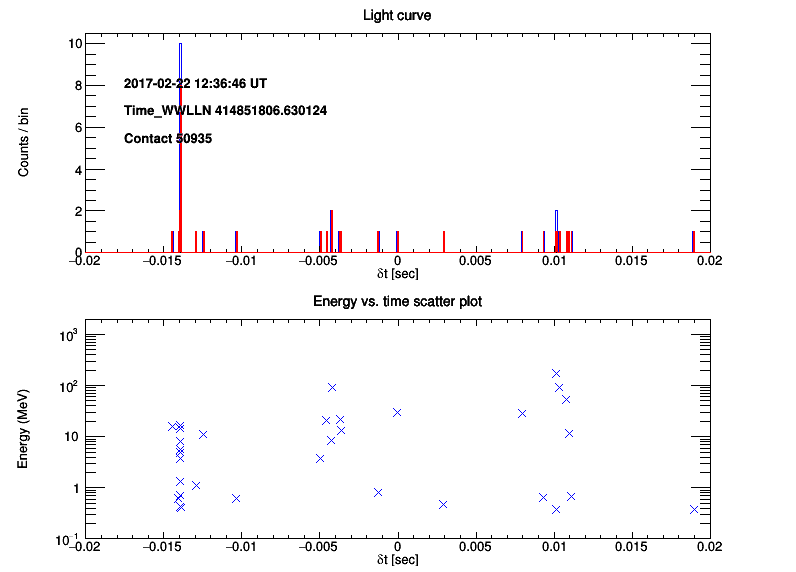 Light curve
Counts / bin
10
8
6
4
2
0
2017-02-22 12:36:46 UT
Time_WWLLN 414851806.630124
Contact 50935
−0.02 −0.015 −0.01 −0.005 0 0.005 0.01 0.015 0.02
δt [sec]
Energy vs. time scatter plot
Energy (MeV)
10³
10²
10
1
10⁻¹
−0.02 −0.015 −0.01 −0.005 0 0.005 0.01 0.015 0.02
δt [sec]